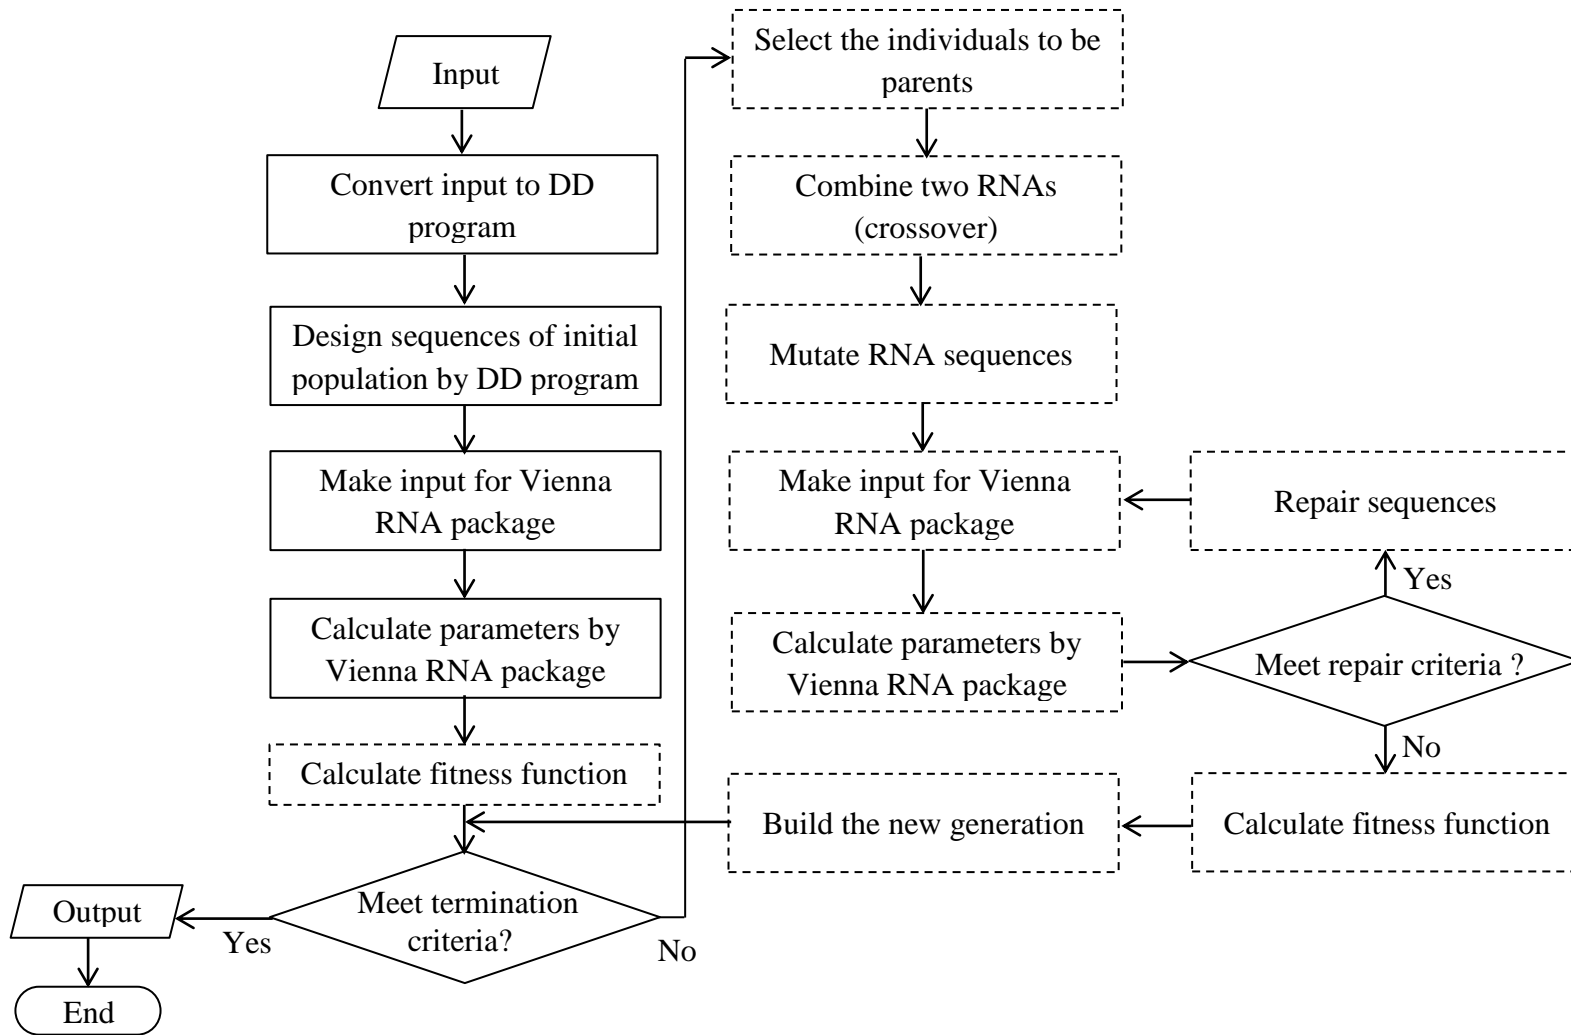 Input
Convert input to DD
program
Design sequences of initial
population by DD program
Make input for Vienna
RNA package
Calculate parameters by
Vienna RNA package
Calculate fitness function
Meet termination
criteria?
Yes
No
Output
End
Select the individuals to be
parents
Combine two RNAs
(crossover)
Mutate RNA sequences
Make input for Vienna
RNA package
Calculate parameters by
Vienna RNA package
Meet repair criteria ?
Yes
Repair sequences
No
Calculate fitness function
Build the new generation